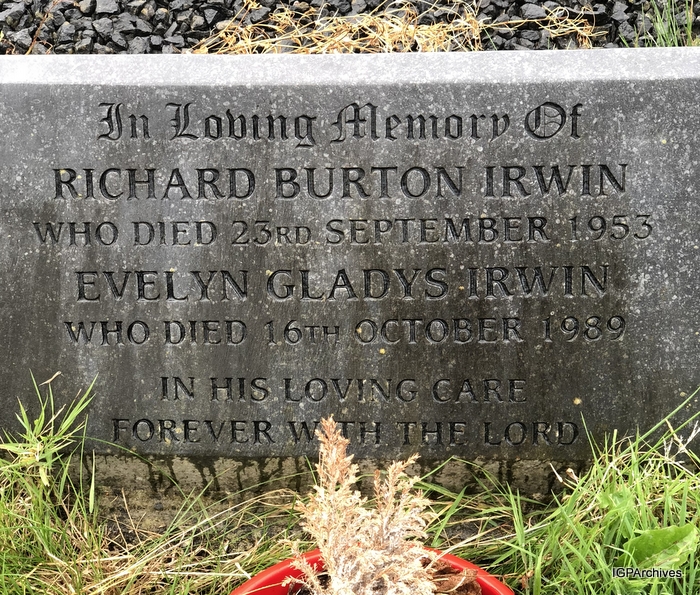 In Loving Memory Of
RICHARD BURTON IRWIN
WHO DIED 23RD SEPTEMBER 1953
EVELYN GLADYS IRWIN
WHO DIED 16TH OCTOBER 1989
IN HIS LOVING CARE
FOREVER WITH THE LORD
IGPArchives